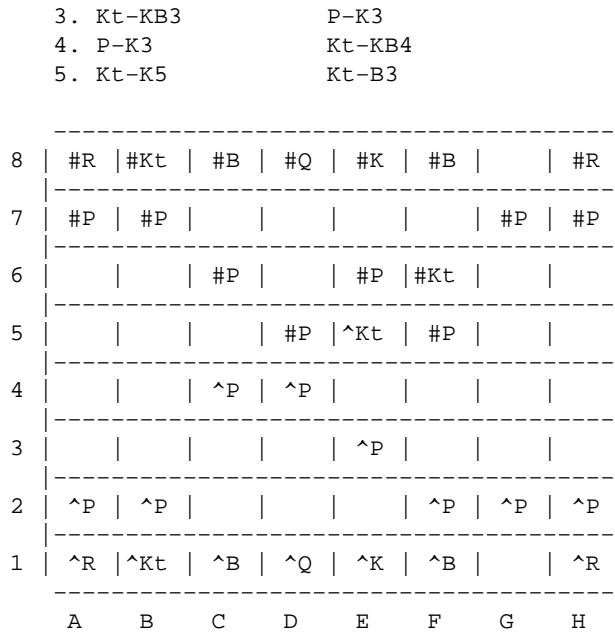 3. Kt-KB3 P-K3
4. P-K3 Kt-KB4
5. Kt-K5 Kt-B3
---------------------------------------
8 | #R |#Kt | #B | #Q | #K | #B | | #R
|---------------------------------------
7 | #P | #P | | | | | #P | #P
|---------------------------------------
6 | | | #P | | #P |#Kt | |
|---------------------------------------
5 | | | | #P |^Kt | #P | |
|---------------------------------------
4 | | | ^P | ^P | | | |
|---------------------------------------
3 | | | | | ^P | | |
|---------------------------------------
2 | ^P | ^P | | | | ^P | ^P | ^P
|---------------------------------------
1 | ^R |^Kt | ^B | ^Q | ^K | ^B | | ^R
---------------------------------------
A B C D E F G H